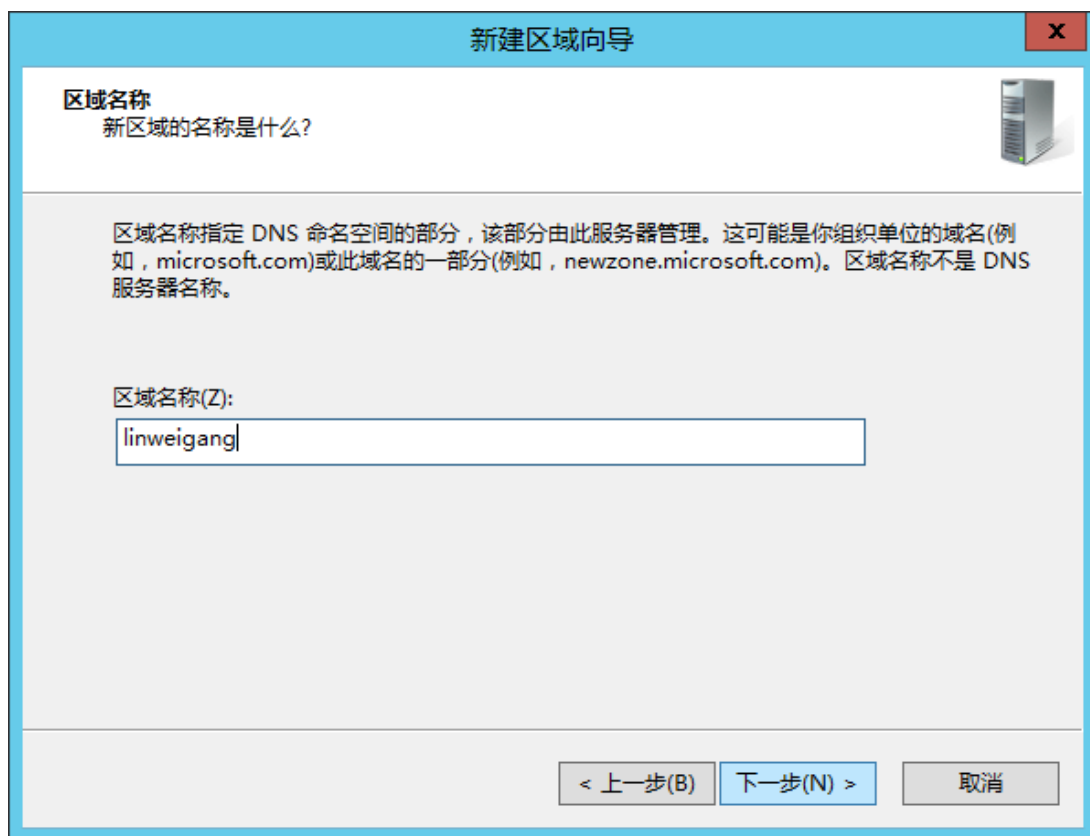 新建区域向导
x
区域名称
新区域的名称是什么?
区域名称指定 DNS 命名空间的部分，该部分由此服务器管理。这可能是你组织单位的域名(例
如，microsoft.com)或此域名的一部分(例如，newzone.microsoft.com)。区域名称不是 DNS
服务器名称。
区域名称(Z):
linweigang
< 上一步(B) 下一步(N) > 取消